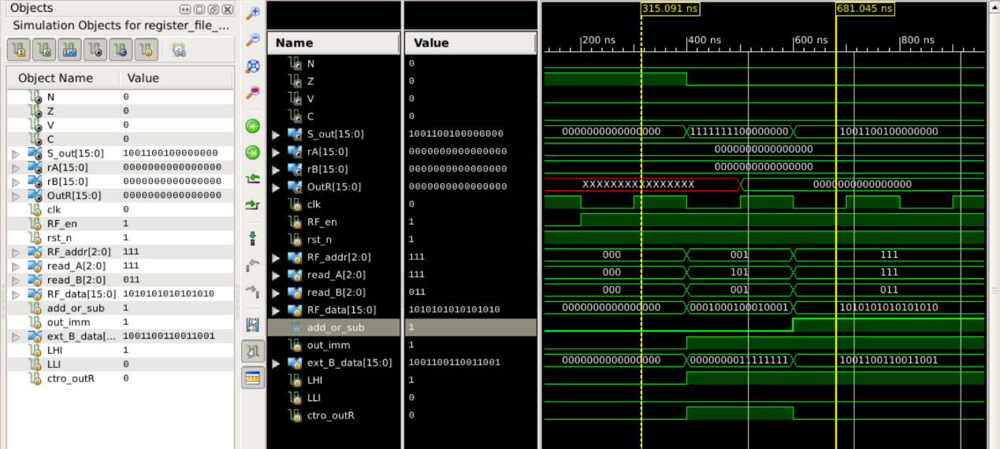 Objects
Simulation Objects for register_file_...
Object Name Value
N 0
Z 0
V 0
C 0
S_out[15:0] 1001100100000000
rA[15:0] 0000000000000000
rB[15:0] 0000000000000000
OutR[15:0] 0000000000000000
clk 0
RF_en 1
rst_n 1
RF_addr[2:0] 111
read_A[2:0] 111
read_B[2:0] 011
RF_data[15:0] 1010101010101010
add_or_sub 1
out_imm 1
ext_B_data[... 1001100110011001
LHI 1
LLI 0
ctro_outR 0
315.091 ns 681.045 ns
200 ns 400 ns 600 ns 800 ns
Name Value
N 0
Z 0
V 0
C 0
S_out[15:0] 1001100100000000 0000000000000000 1111111100000000 1001100100000000
rA[15:0] 0000000000000000 0000000000000000
rB[15:0] 0000000000000000 0000000000000000
OutR[15:0] 0000000000000000 XXXXXXXXXXXXXXXX 0000000000000000
clk 0
RF_en 1
rst_n 1
RF_addr[2:0] 111 000 001 111
read_A[2:0] 111 000 101 111
read_B[2:0] 011 000 001 011
RF_data[15:0] 1010101010101010 0000000000000000 0001000100010001 1010101010101010
add_or_sub 1
out_imm 1
ext_B_data[15:0] 1001100110011001 0000000000000000 0000000011111111 1001100110011001
LHI 1
LLI 0
ctro_outR 0